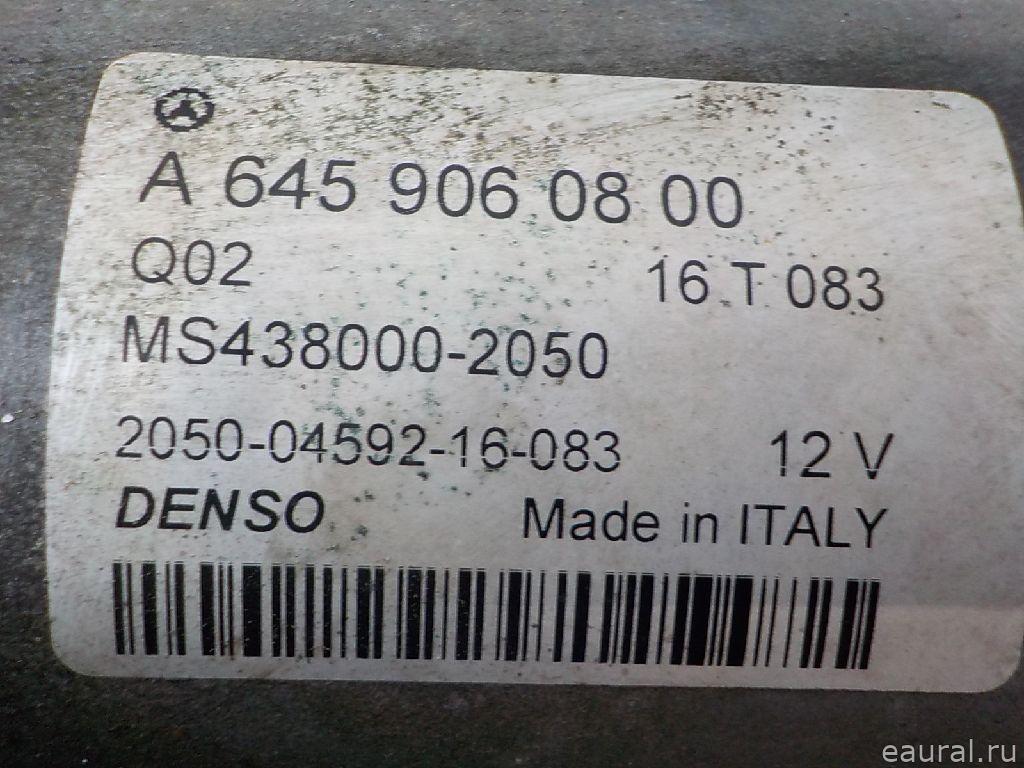 A 645 906 08 00
Q02 16 T 083
MS438000-2050
2050-04592-16-083 12 V
DENSO Made in ITALY
eaural.ru